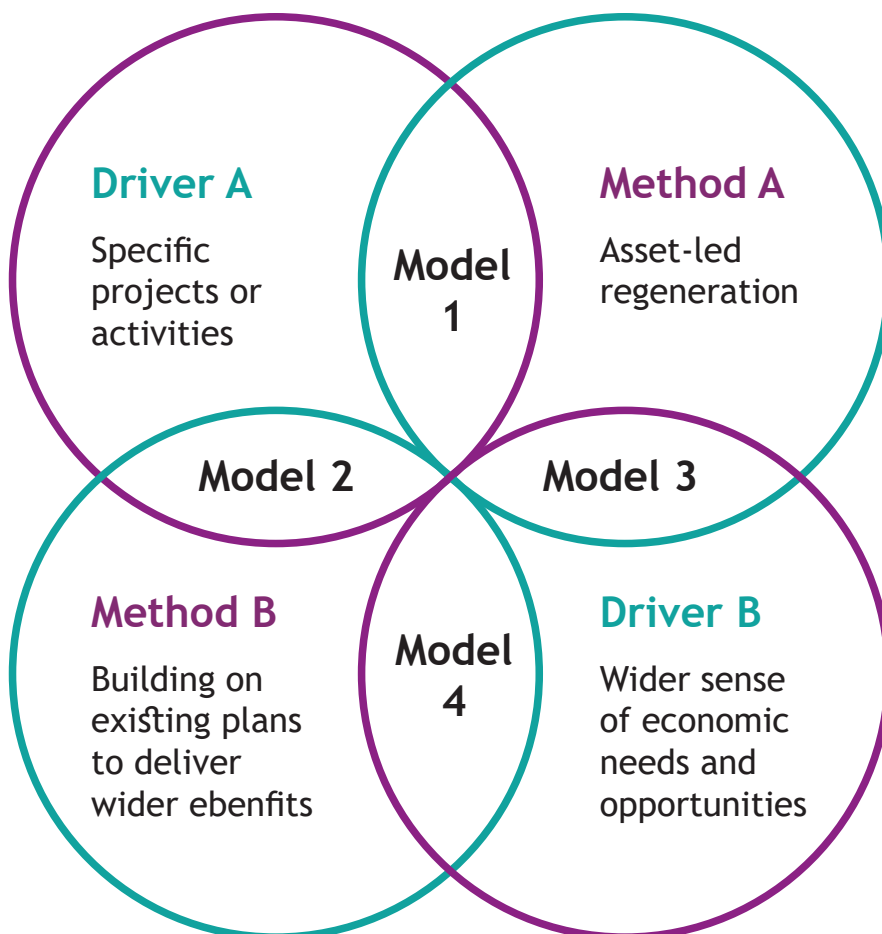 Driver A
Specific
projects or
activities
Model
1
Method A
Asset-led
regeneration
Model 2
Model 3
Method B
Building on
existing plans
to deliver
wider ebenfits
Model
4
Driver B
Wider sense
of economic
needs and
opportunities